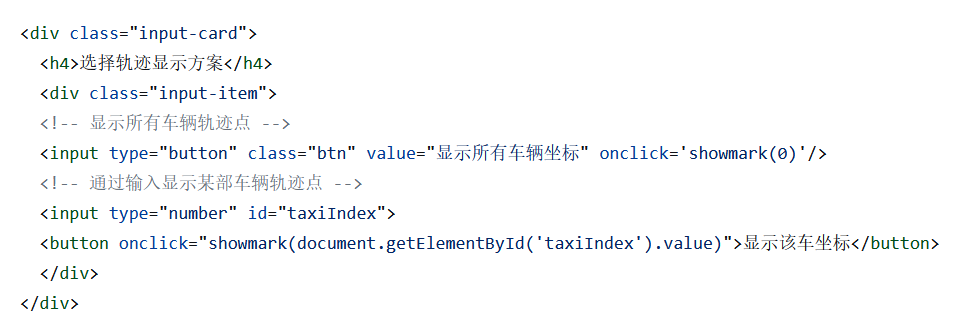 <div class="input-card">
<h4>选择轨迹显示方案</h4>
<div class="input-item">
<!-- 显示所有车辆轨迹点 -->
<input type="button" class="btn" value="显示所有车辆坐标" onclick='showmark(0)'/>
<!-- 通过输入显示某部车辆轨迹点 -->
<input type="number" id="taxiIndex">
<button onclick="showmark(document.getElementById('taxiIndex').value)">显示该车坐标</button>
</div>
</div>